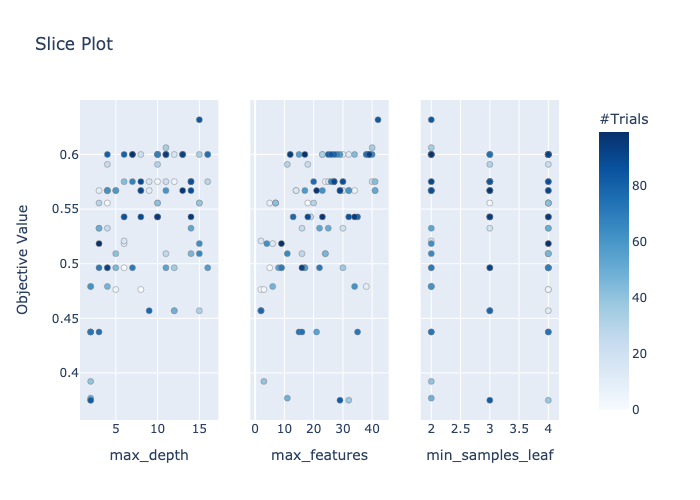 Slice Plot
#Trials
Objective Value
0.6
0.55
0.5
0.45
0.4
5 10 15
0 10 20 30 40
2 2.5 3 3.5 4
max_depth
max_features
min_samples_leaf
80
60
40
20
0